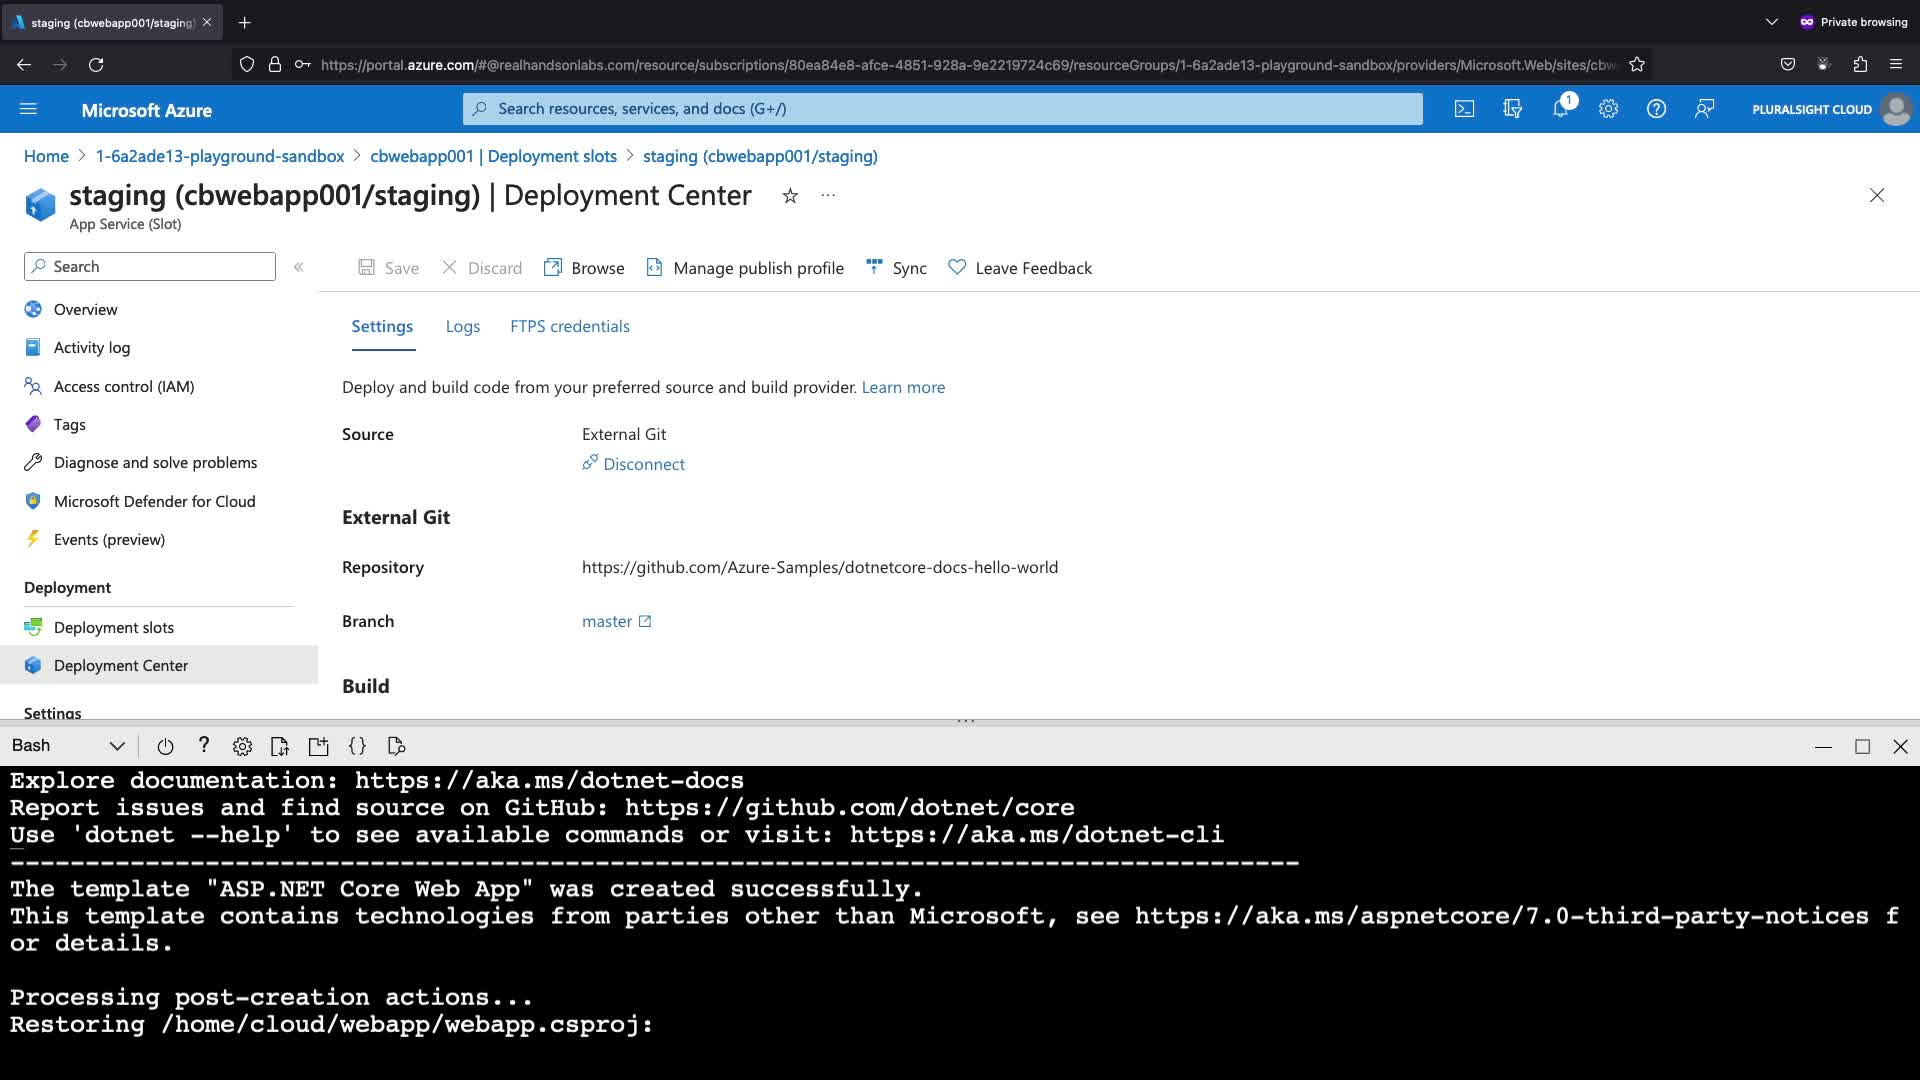 staging (cbwebapp001/staging)
Private browsing
https://portal.azure.com/#@realhandsonlabs.com/resource/subscriptions/80ea84e8-afce-4851-928a-9e2219724c69/resourceGroups/1-6a2ade13-playground-sandbox/providers/Microsoft.Web/sites/cbw
Microsoft Azure
Search resources, services, and docs (G+/)
1
PLURALSIGHT CLOUD
Home > 1-6a2ade13-playground-sandbox > cbwebapp001 | Deployment slots > staging (cbwebapp001/staging)
staging (cbwebapp001/staging) | Deployment Center
App Service (Slot)
Search
Save
Discard
Browse
Manage publish profile
Sync
Leave Feedback
Overview
Activity log
Access control (IAM)
Tags
Diagnose and solve problems
Microsoft Defender for Cloud
Events (preview)
Deployment
Deployment slots
Deployment Center
Settings
Settings
Logs
FTPS credentials
Deploy and build code from your preferred source and build provider. Learn more
Source
External Git
Disconnect
External Git
Repository
https://github.com/Azure-Samples/dotnetcore-docs-hello-world
Branch
master
Build
Bash
Explore documentation: https://aka.ms/dotnet-docs
Report issues and find source on GitHub: https://github.com/dotnet/core
Use 'dotnet --help' to see available commands or visit: https://aka.ms/dotnet-cli
--------------------------------------------------------------------------------------
The template "ASP.NET Core Web App" was created successfully.
This template contains technologies from parties other than Microsoft, see https://aka.ms/aspnetcore/7.0-third-party-notices f
or details.
Processing post-creation actions...
Restoring /home/cloud/webapp/webapp.csproj: